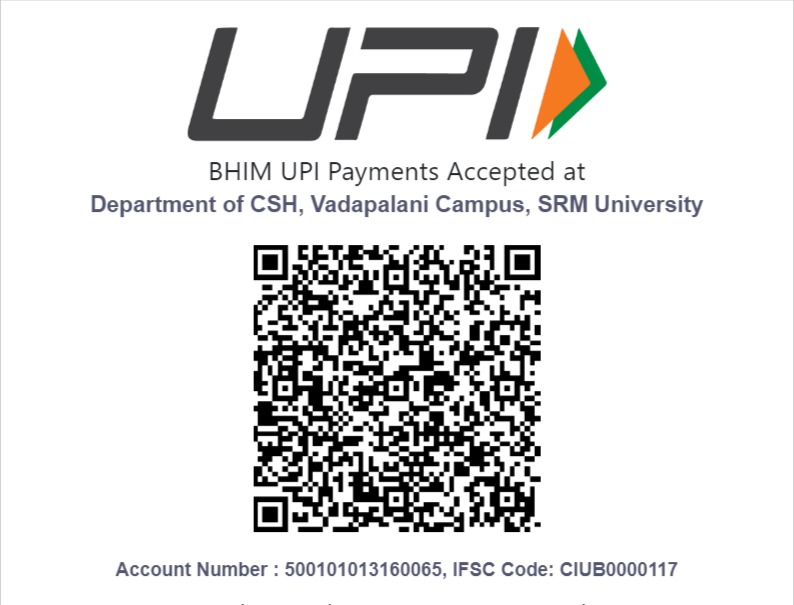 UPI
BHIM UPI Payments Accepted at
Department of CSH, Vadapalani Campus, SRM University
Account Number : 500101013160065, IFSC Code: CIUB0000117